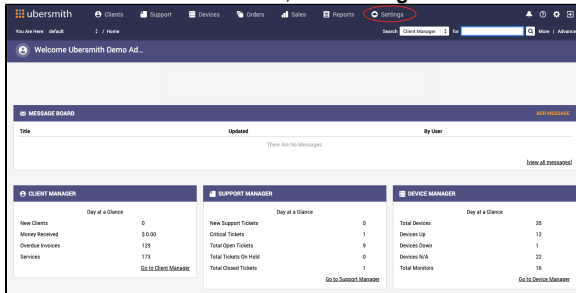 ubersmith Clients Support Devices Orders Sales Reports Settings
You Are Here: default / Home Search Client Manager for More | Advance
Welcome Ubersmith Demo Ad...
MESSAGE BOARD ADD MESSAGE
Title Updated By User
There Are No Messages.
[view all messages]
CLIENT MANAGER SUPPORT MANAGER DEVICE MANAGER
Day at a Glance Day at a Glance Day at a Glance
New Clients 0 New Support Tickets 0 Total Devices 35
Money Received $ 0.00 Critical Tickets 1 Devices Up 12
Overdue Invoices 129 Total Open Tickets 9 Devices Down 1
Services 173 Total Tickets On Hold 0 Devices N/A 22
Go to Client Manager Total Closed Tickets 1 Total Monitors 16
Go to Support Manager Go to Device Manager